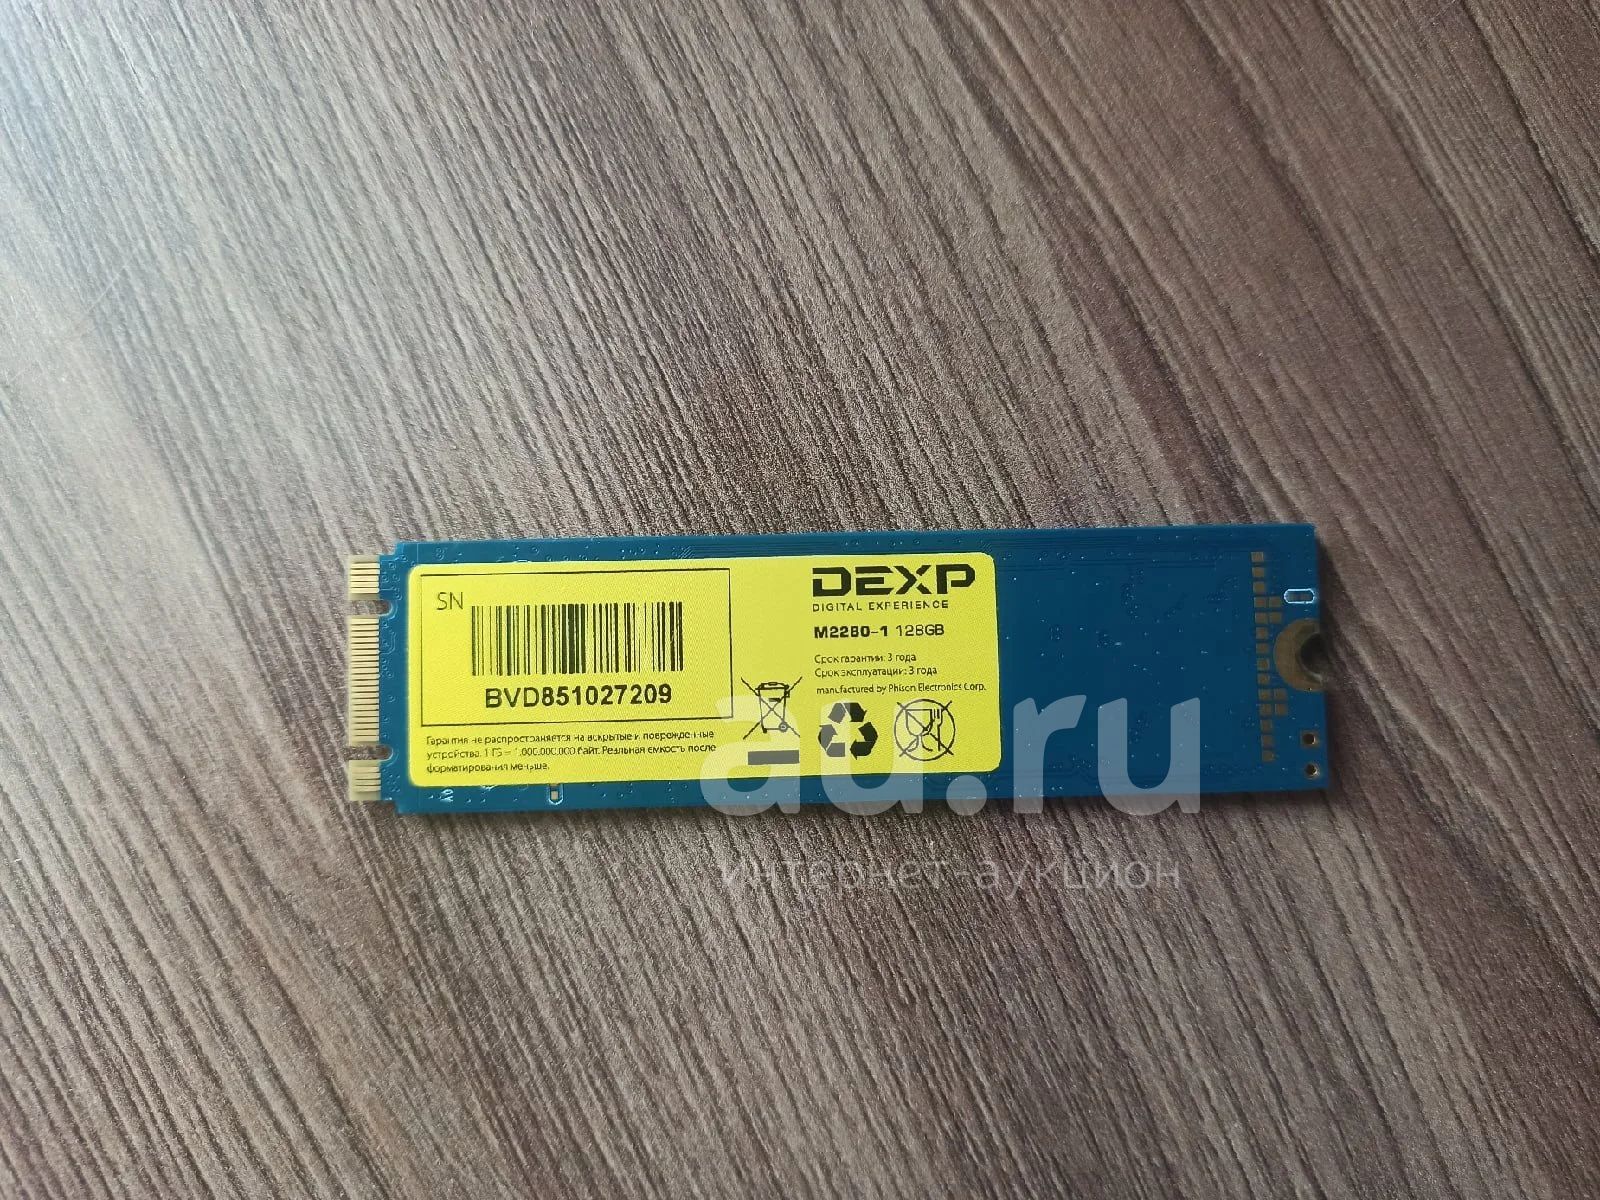 SN
BVD851027209
Гарантия не распространяется на вскрытые и поврежденные
устройства. 1 ГБ = 1.000.000.000 байт. Реальная емкость после
форматирования меньше.
DEXP
DIGITAL EXPERIENCE
M2280-1 128GB
Срок гарантии: 3 года
Срок эксплуатации: 3 года
manufactured by Phison Electronics Corp.
au.ru
интернет-аукцион